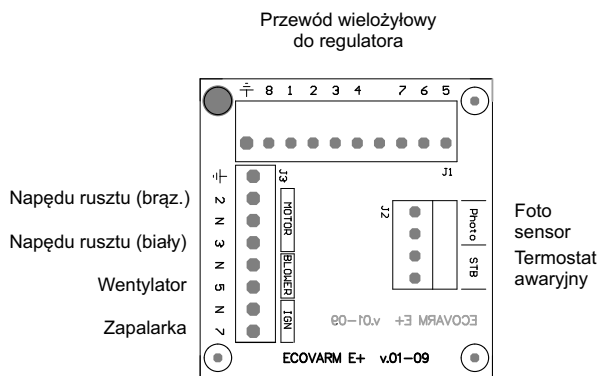 Przewód wielożyłowy
do regulatora
⏚ 8 1 2 3 4 7 6 5
J1
J3
⏚
2
N
3
N
5
N
7
MOTOR
BLOWER
IGN
Napędu rusztu (brąz.)
Napędu rusztu (biały)
Wentylator
Zapalarka
J2
Photo
STB
Foto
sensor
Termostat
awaryjny
ECOVARM E+ v.01-09
ECOVARM E+ v.01-09